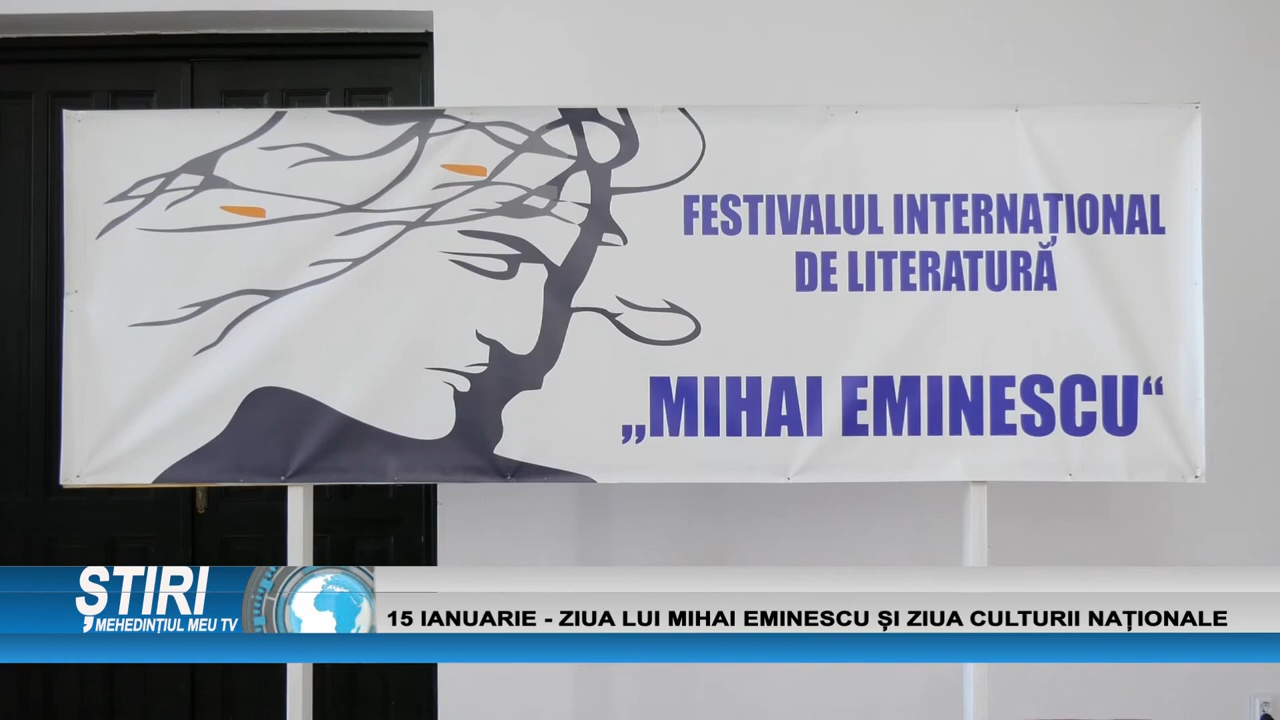 FESTIVALUL INTERNAȚIONAL
DE LITERATURĂ
„MIHAI EMINESCU“
ȘTIRI
MEHEDINȚIUL MEU TV
15 IANUARIE - ZIUA LUI MIHAI EMINESCU ȘI ZIUA CULTURII NAȚIONALE